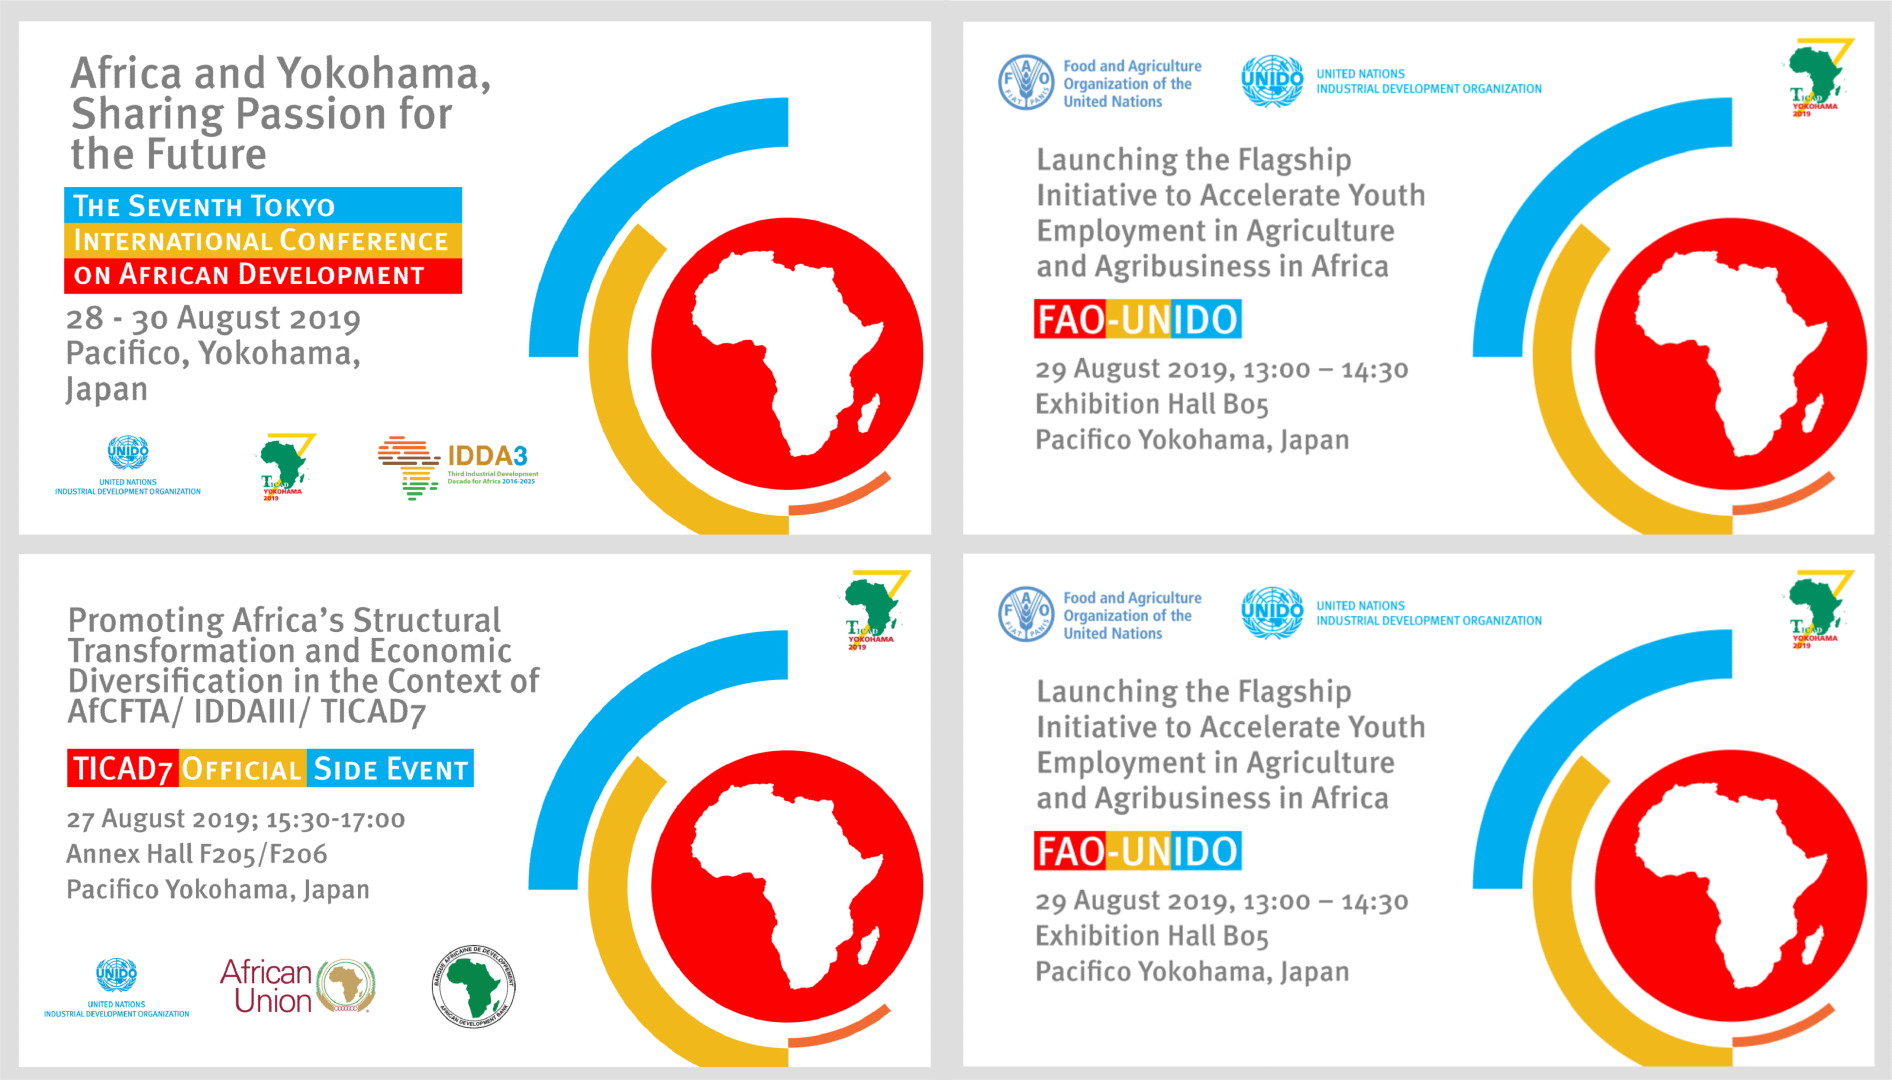 Africa and Yokohama,
Sharing Passion for
the Future
THE SEVENTH TOKYO
INTERNATIONAL CONFERENCE
ON AFRICAN DEVELOPMENT
28 - 30 August 2019
Pacifico, Yokohama,
Japan
UNIDO
UNITED NATIONS
INDUSTRIAL DEVELOPMENT ORGANIZATION
TICAD
YOKOHAMA
2019
IDDA3
Third Industrial Development
Decade for Africa 2016-2025
FAO
FIAT PANIS
Food and Agriculture
Organization of the
United Nations
UNIDO
UNITED NATIONS
INDUSTRIAL DEVELOPMENT ORGANIZATION
TICAD
YOKOHAMA
2019
Launching the Flagship
Initiative to Accelerate Youth
Employment in Agriculture
and Agribusiness in Africa
FAO-UNIDO
29 August 2019, 13:00 – 14:30
Exhibition Hall B05
Pacifico Yokohama, Japan
TICAD
YOKOHAMA
2019
Promoting Africa's Structural
Transformation and Economic
Diversification in the Context of
AfCFTA/ IDDAIII/ TICAD7
TICAD7 OFFICIAL SIDE EVENT
27 August 2019; 15:30-17:00
Annex Hall F205/F206
Pacifico Yokohama, Japan
UNIDO
UNITED NATIONS
INDUSTRIAL DEVELOPMENT ORGANIZATION
African
Union
BANQUE AFRICAINE DE DEVELOPPEMENT
AFRICAN DEVELOPMENT BANK
FAO
FIAT PANIS
Food and Agriculture
Organization of the
United Nations
UNIDO
UNITED NATIONS
INDUSTRIAL DEVELOPMENT ORGANIZATION
TICAD
YOKOHAMA
2019
Launching the Flagship
Initiative to Accelerate Youth
Employment in Agriculture
and Agribusiness in Africa
FAO-UNIDO
29 August 2019, 13:00 – 14:30
Exhibition Hall B05
Pacifico Yokohama, Japan